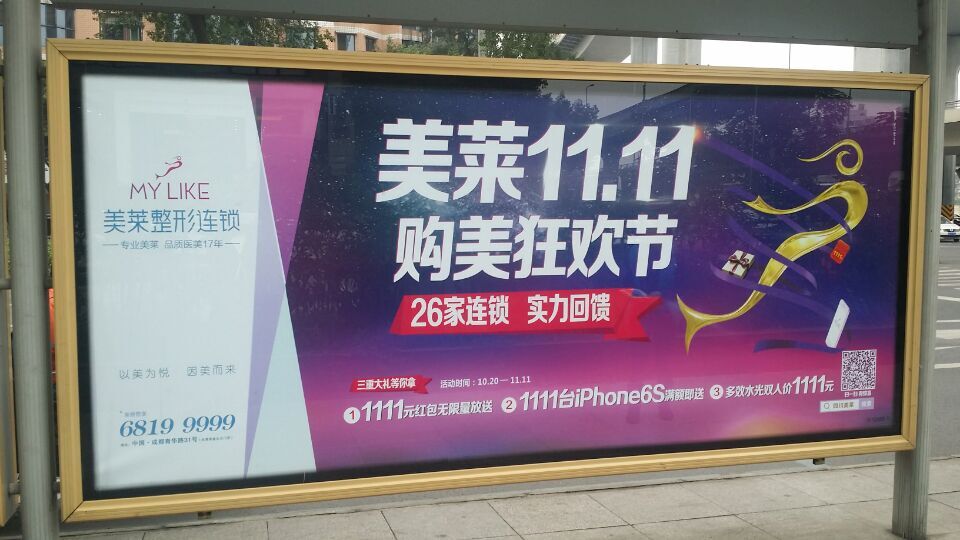 MY LIKE
美莱整形连锁
专业美莱 品质医美17年
以美为悦 因美而来
6819 9999
美莱11.11
购美狂欢节
26家连锁 实力回馈
三重大礼等你拿
活动时间：10.20—11.11
① 1111元红包无限量放送 ② 1111台iPhone6S满额即送 ③ 多效水光双人价1111元
四川美莱